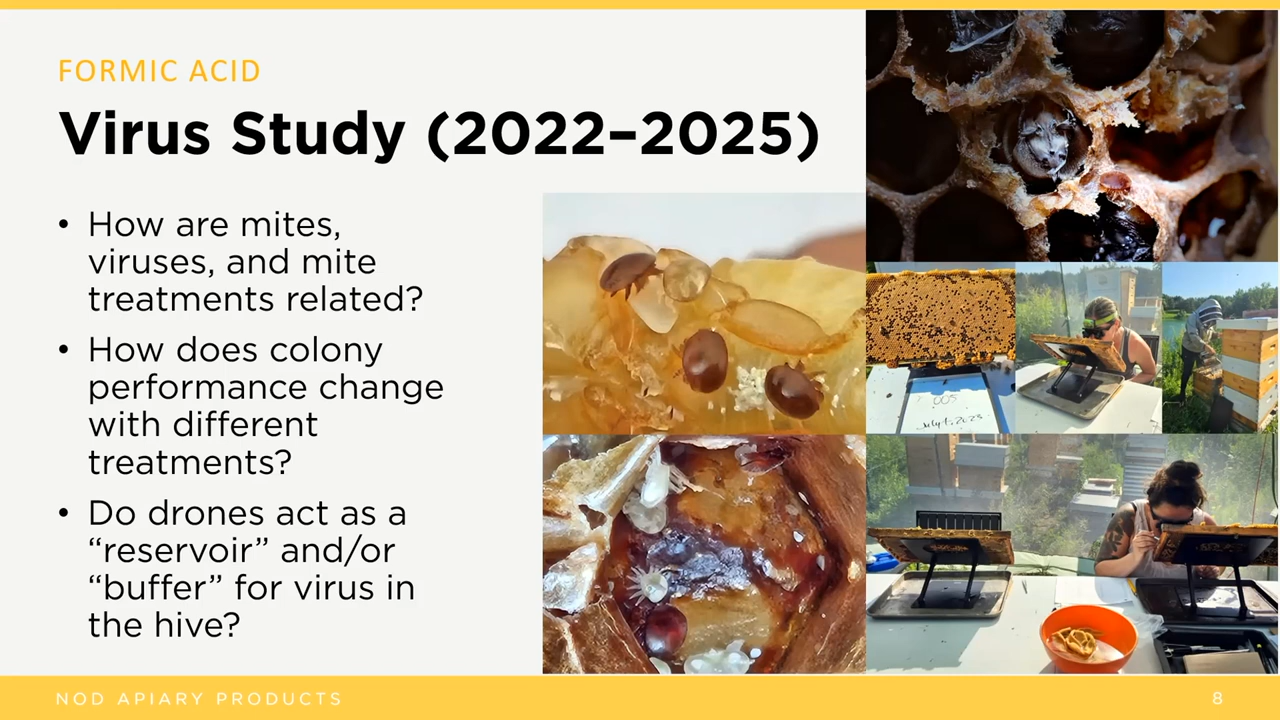 FORMIC ACID
Virus Study (2022–2025)
• How are mites,
viruses, and mite
treatments related?
• How does colony
performance change
with different
treatments?
• Do drones act as a
“reservoir” and/or
“buffer” for virus in
the hive?
005
NOD APIARY PRODUCTS
8